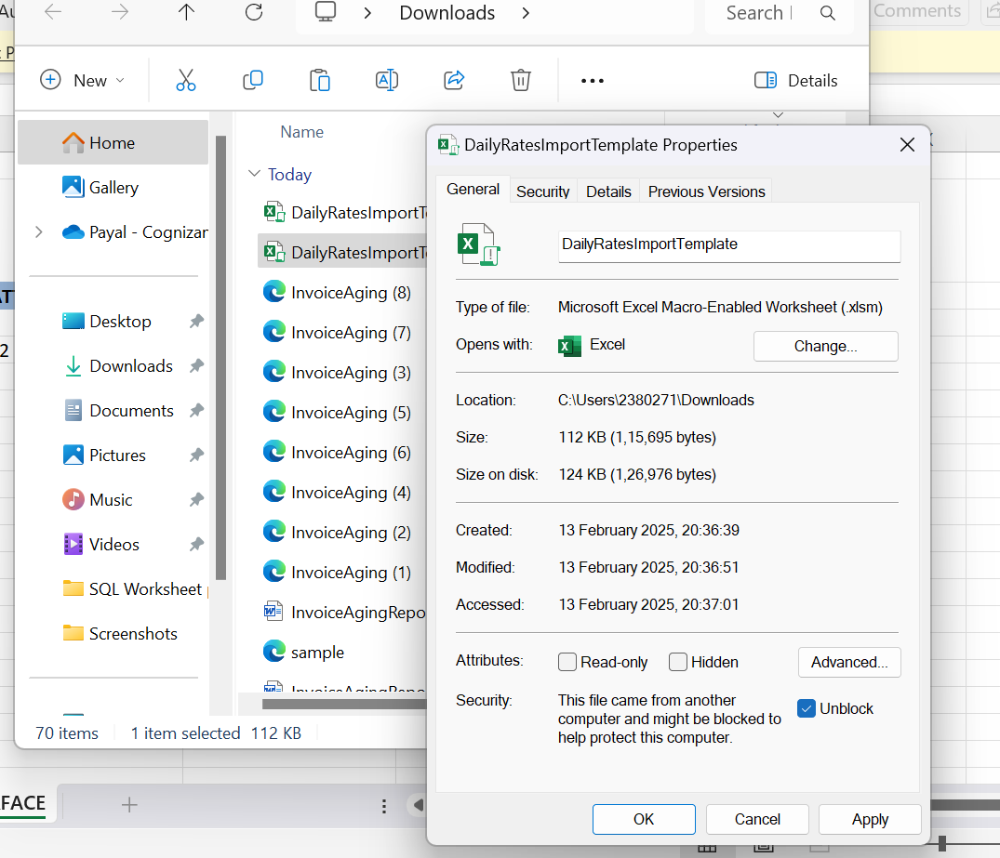 Au
Downloads
Search
Comments
P
New
Details
Name
Home
Today
Gallery
Payal - Cognizan
DailyRatesImportT
DailyRatesImportTe
InvoiceAging (8)
InvoiceAging (7)
InvoiceAging (3)
InvoiceAging (5)
InvoiceAging (6)
InvoiceAging (4)
InvoiceAging (2)
InvoiceAging (1)
InvoiceAgingRepo
sample
InvoiceAgingRepo
Desktop
Downloads
Documents
Pictures
Music
Videos
SQL Worksheet
Screenshots
70 items
1 item selected 112 KB
AT
2
FACE
DailyRatesImportTemplate Properties
General
Security
Details
Previous Versions
DailyRatesImportTemplate
Type of file: Microsoft Excel Macro-Enabled Worksheet (.xlsm)
Opens with: Excel
Change...
Location: C:\Users\2380271\Downloads
Size: 112 KB (1,15,695 bytes)
Size on disk: 124 KB (1,26,976 bytes)
Created: 13 February 2025, 20:36:39
Modified: 13 February 2025, 20:36:51
Accessed: 13 February 2025, 20:37:01
Attributes: Read-only Hidden
Advanced...
Security: This file came from another
computer and might be blocked to
help protect this computer.
Unblock
OK
Cancel
Apply